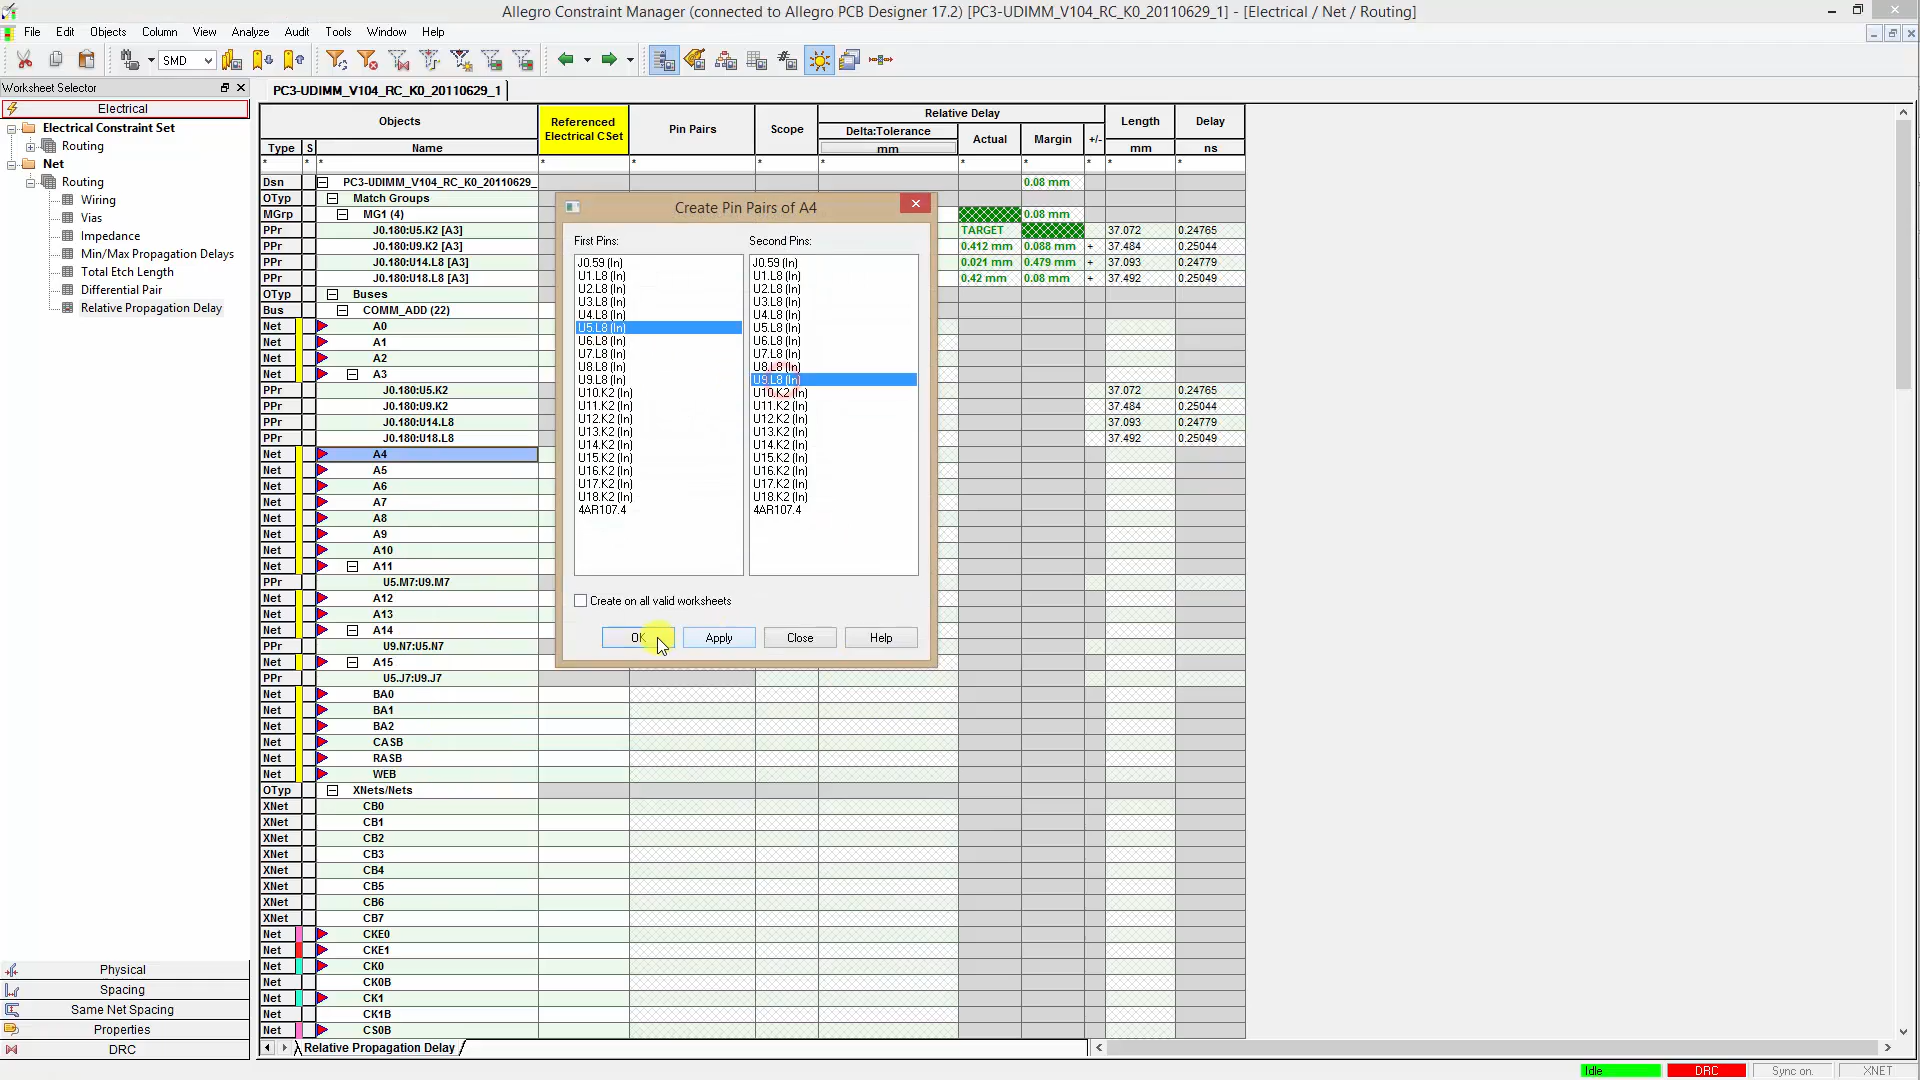 Allegro Constraint Manager (connected to Allegro PCB Designer 17.2) [PC3-UDIMM_V104_RC_K0_20110629_1] - [Electrical / Net / Routing]
File Edit Objects Column View Analyze Audit Tools Window Help
SMD
Worksheet Selector
Electrical
Electrical Constraint Set
Routing
Net
Routing
Wiring
Vias
Impedance
Min/Max Propagation Delays
Total Etch Length
Differential Pair
Relative Propagation Delay
Physical
Spacing
Same Net Spacing
Properties
DRC
PC3-UDIMM_V104_RC_K0_20110629_1
Objects
Referenced
Electrical CSet
Pin Pairs
Scope
Relative Delay
Delta:Tolerance
mm
Actual
Margin
+/-
Length
mm
Delay
ns
Type S Name
* * * * * * * * * * * *
Dsn PC3-UDIMM_V104_RC_K0_20110629_ 0.08 mm
OTyp Match Groups
MGrp MG1 (4) 0.08 mm
PPr J0.180:U5.K2 [A3] TARGET 37.072 0.24765
PPr J0.180:U9.K2 [A3] 0.412 mm 0.088 mm + 37.484 0.25044
PPr J0.180:U14.L8 [A3] 0.021 mm 0.479 mm + 37.093 0.24779
PPr J0.180:U18.L8 [A3] 0.42 mm 0.08 mm + 37.492 0.25049
OTyp Buses
Bus COMM_ADD (22)
Net A0
Net A1
Net A2
Net A3
PPr J0.180:U5.K2 37.072 0.24765
PPr J0.180:U9.K2 37.484 0.25044
PPr J0.180:U14.L8 37.093 0.24779
PPr J0.180:U18.L8 37.492 0.25049
Net A4
Net A5
Net A6
Net A7
Net A8
Net A9
Net A10
Net A11
PPr U5.M7:U9.M7
Net A12
Net A13
Net A14
PPr U9.N7:U5.N7
Net A15
PPr U5.J7:U9.J7
Net BA0
Net BA1
Net BA2
Net CASB
Net RASB
Net WEB
OTyp XNets/Nets
XNet CB0
XNet CB1
XNet CB2
XNet CB3
XNet CB4
XNet CB5
XNet CB6
XNet CB7
Net CKE0
Net CKE1
Net CK0
Net CK0B
Net CK1
Net CK1B
Net CS0B
Create Pin Pairs of A4
First Pins:
J0.59 (In)
U1.L8 (In)
U2.L8 (In)
U3.L8 (In)
U4.L8 (In)
U5.L8 (In)
U6.L8 (In)
U7.L8 (In)
U8.L8 (In)
U9.L8 (In)
U10.K2 (In)
U11.K2 (In)
U12.K2 (In)
U13.K2 (In)
U14.K2 (In)
U15.K2 (In)
U16.K2 (In)
U17.K2 (In)
U18.K2 (In)
4AR107.4
Second Pins:
J0.59 (In)
U1.L8 (In)
U2.L8 (In)
U3.L8 (In)
U4.L8 (In)
U5.L8 (In)
U6.L8 (In)
U7.L8 (In)
U8.L8 (In)
U9.L8 (In)
U10.K2 (In)
U11.K2 (In)
U12.K2 (In)
U13.K2 (In)
U14.K2 (In)
U15.K2 (In)
U16.K2 (In)
U17.K2 (In)
U18.K2 (In)
4AR107.4
Create on all valid worksheets
OK Apply Close Help
Relative Propagation Delay
Idle DRC Sync on. XNET